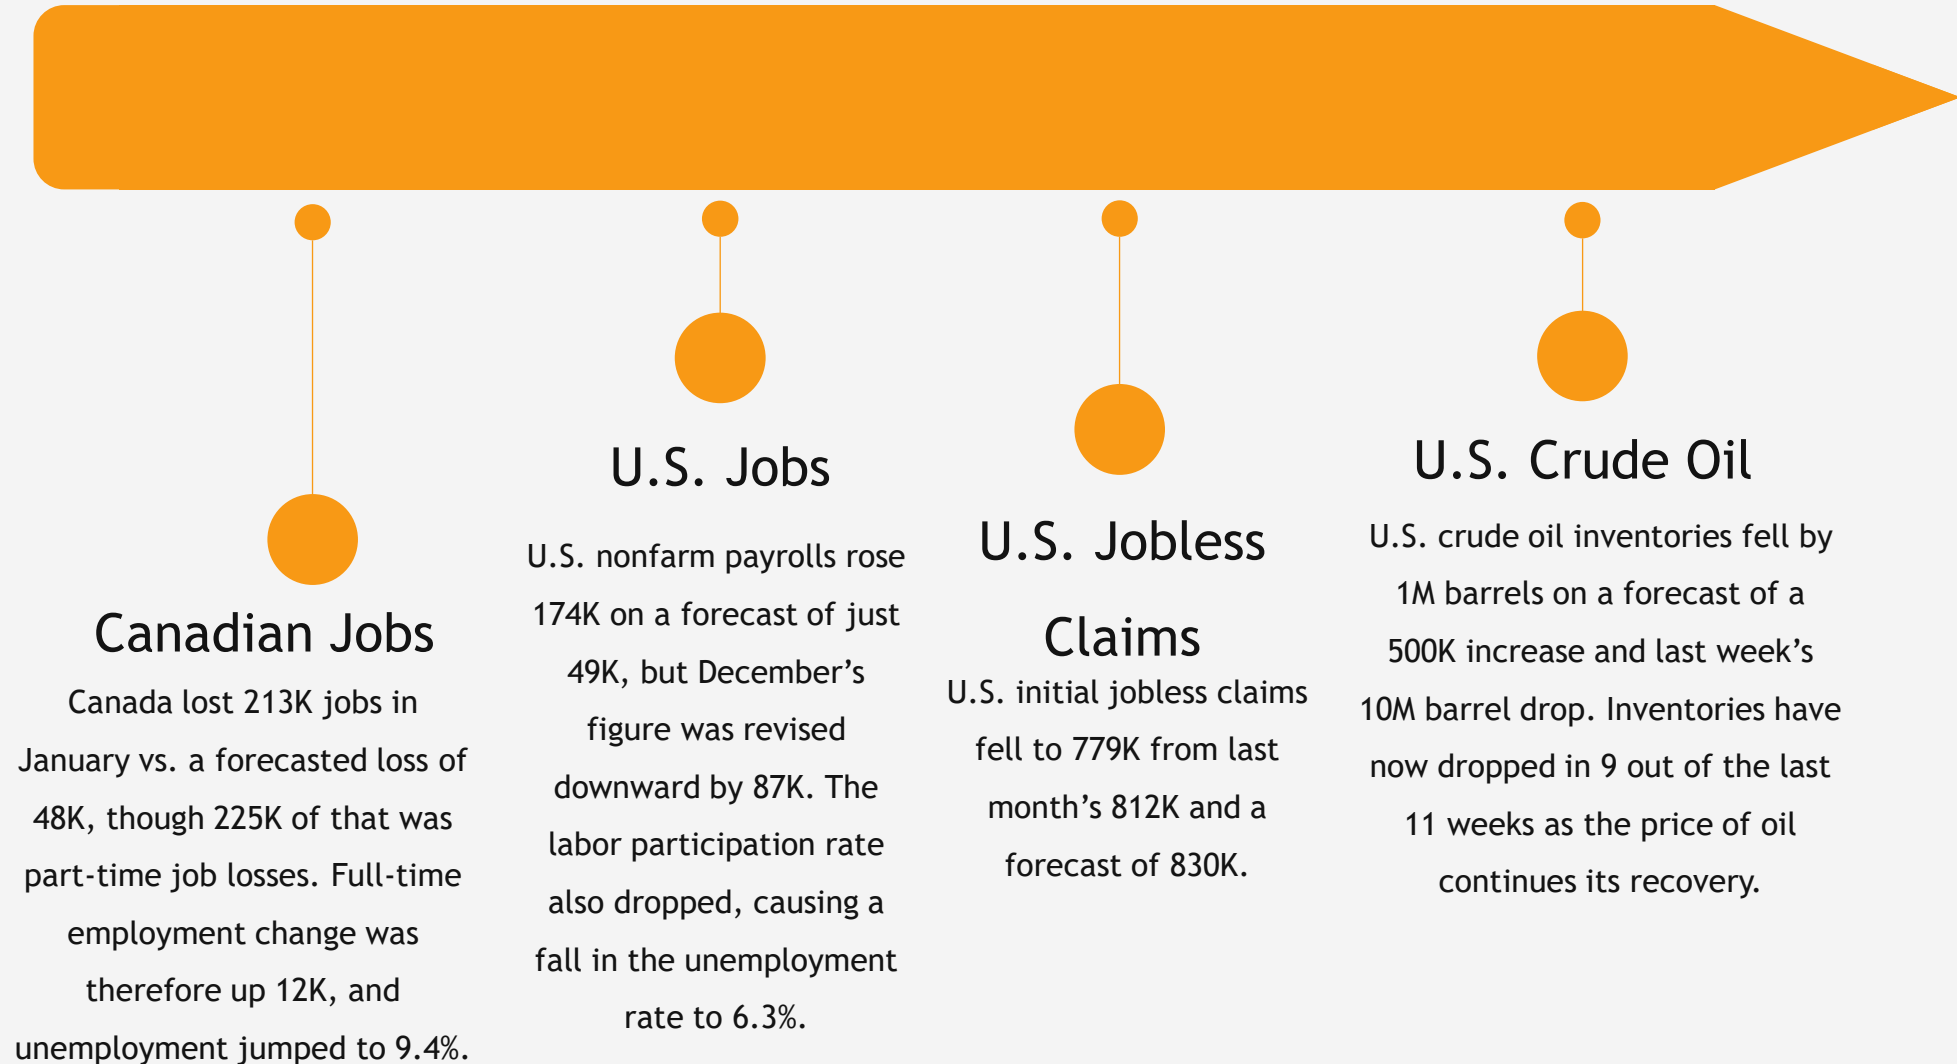 Canadian Jobs
Canada lost 213K jobs in
January vs. a forecasted loss of
48K, though 225K of that was
part-time job losses. Full-time
employment change was
therefore up 12K, and
unemployment jumped to 9.4%.
U.S. Jobs
U.S. nonfarm payrolls rose
174K on a forecast of just
49K, but December’s
figure was revised
downward by 87K. The
labor participation rate
also dropped, causing a
fall in the unemployment
rate to 6.3%.
U.S. Jobless
Claims
U.S. initial jobless claims
fell to 779K from last
month’s 812K and a
forecast of 830K.
U.S. Crude Oil
U.S. crude oil inventories fell by
1M barrels on a forecast of a
500K increase and last week’s
10M barrel drop. Inventories have
now dropped in 9 out of the last
11 weeks as the price of oil
continues its recovery.